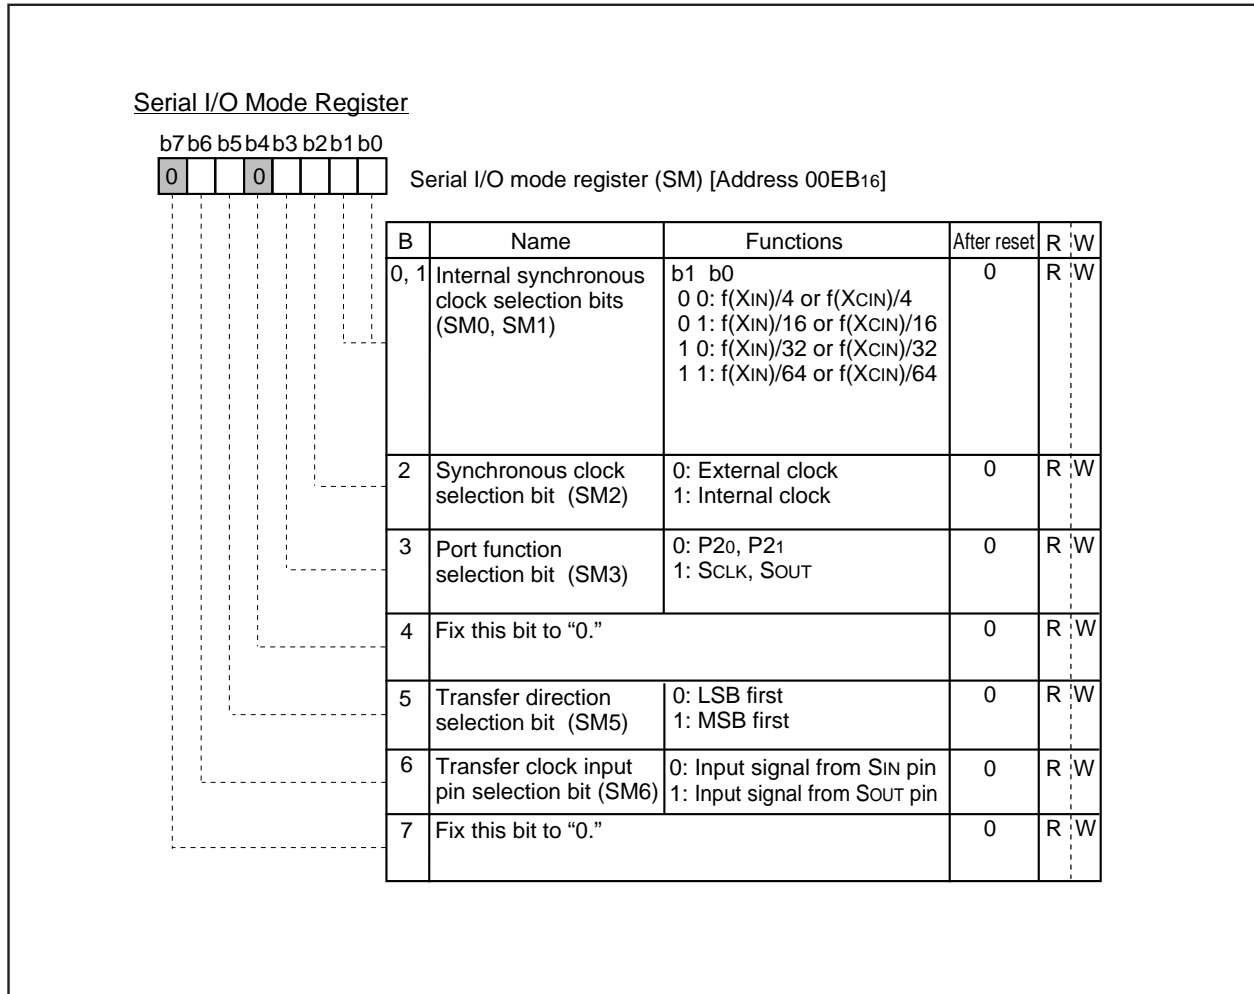 Serial I/O Mode Register
b7 b6 b5 b4 b3 b2 b1 b0
0 0
Serial I/O mode register (SM) [Address 00EB16]
B Name Functions After reset R W
0, 1 Internal synchronous clock selection bits (SM0, SM1)
b1 b0
0 0: f(XIN)/4 or f(XCIN)/4
0 1: f(XIN)/16 or f(XCIN)/16
1 0: f(XIN)/32 or f(XCIN)/32
1 1: f(XIN)/64 or f(XCIN)/64
0 R W
2 Synchronous clock selection bit (SM2)
0: External clock
1: Internal clock
0 R W
3 Port function selection bit (SM3)
0: P20, P21
1: SCLK, SOUT
0 R W
4 Fix this bit to “0.” 0 R W
5 Transfer direction selection bit (SM5)
0: LSB first
1: MSB first
0 R W
6 Transfer clock input pin selection bit (SM6)
0: Input signal from SIN pin
1: Input signal from SOUT pin
0 R W
7 Fix this bit to “0.” 0 R W